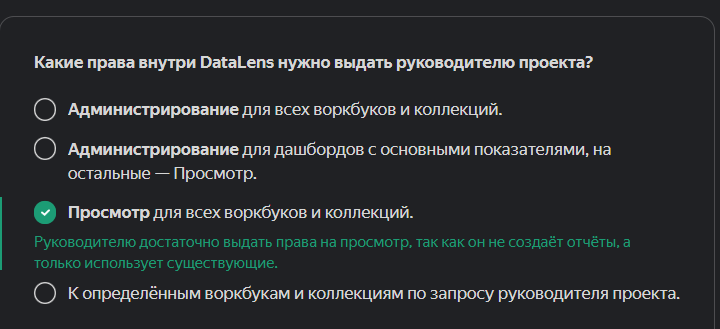 Какие права внутри DataLens нужно выдать руководителю проекта?
Администрирование для всех воркбуков и коллекций.
Администрирование для дашбордов с основными показателями, на
остальные — Просмотр.
Просмотр для всех воркбуков и коллекций.
Руководителю достаточно выдать права на просмотр, так как он не создаёт отчёты, а
только использует существующие.
К определённым воркбукам и коллекциям по запросу руководителя проекта.